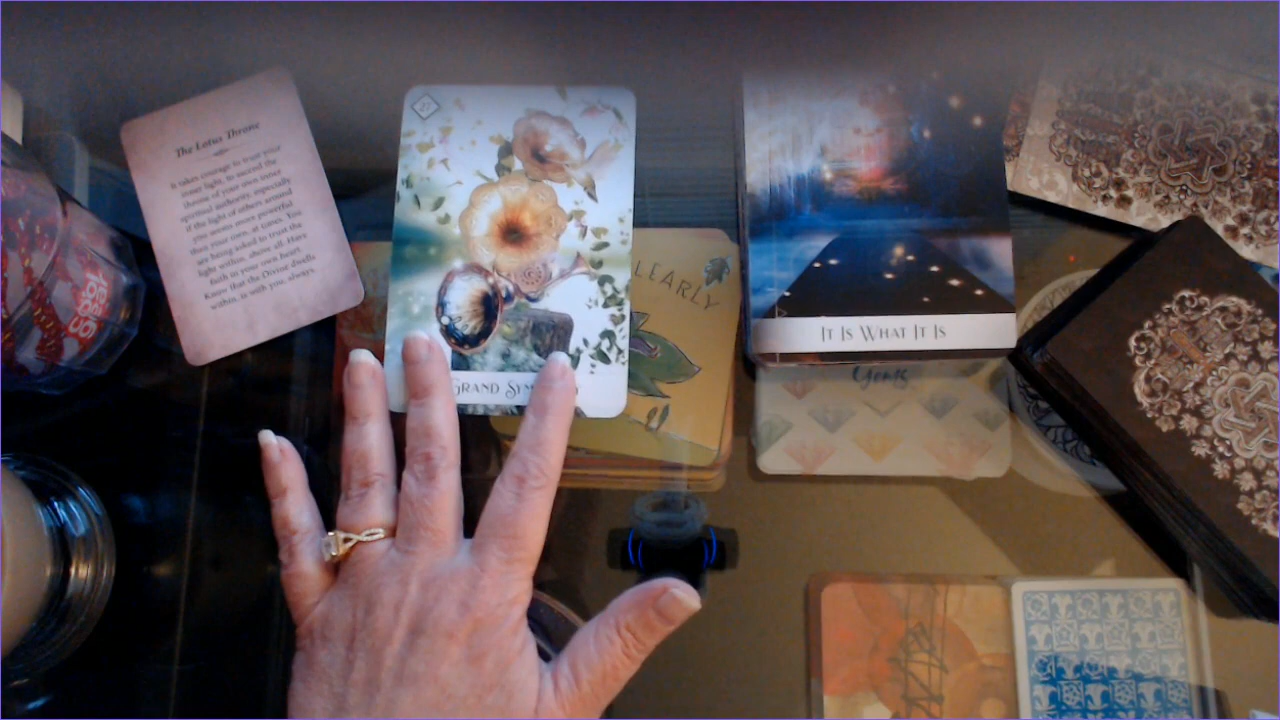 The Lotus Throne
It takes courage to trust your
inner light, to ascend the
throne of your own inner
spiritual authority, especially
if the light of others around
you seems more powerful
than your own, at times. You
are being asked to trust the
light within, above all. Have
faith in your own heart.
Know that the Divine dwells
within, is with you, always.
27
GRAND SYM
LEARLY
IT IS WHAT IT IS
Gems